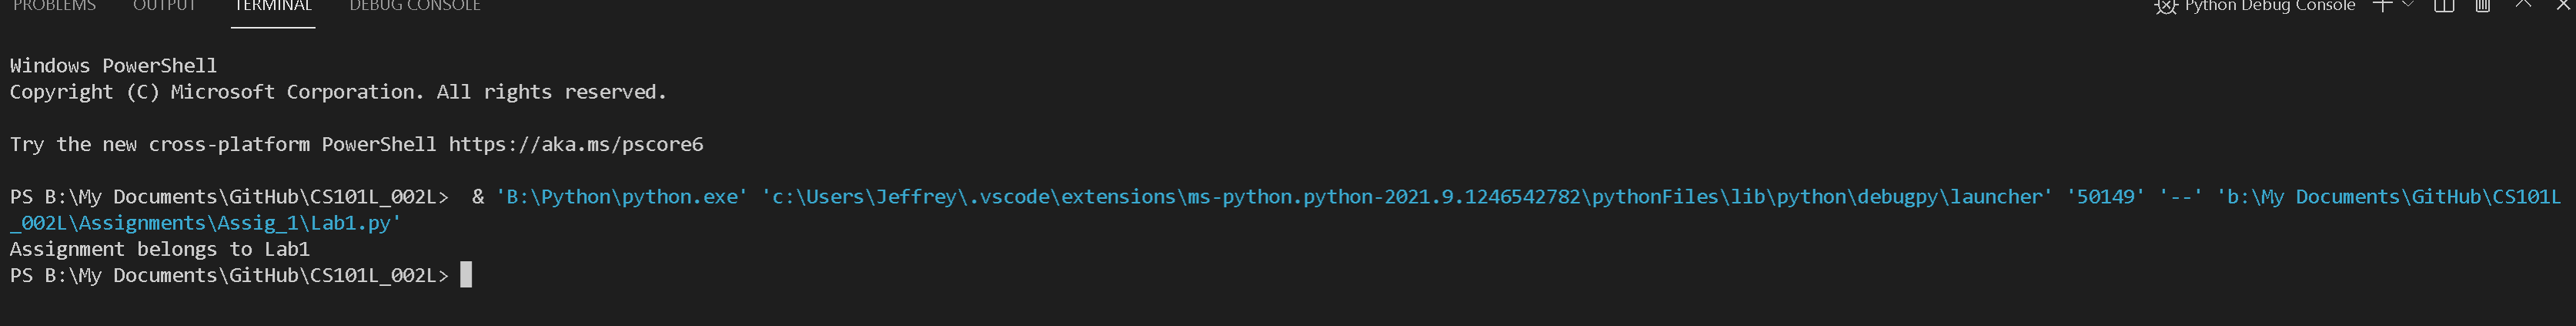 PROBLEMS OUTPUT TERMINAL DEBUG CONSOLE Python Debug Console
Windows PowerShell
Copyright (C) Microsoft Corporation. All rights reserved.
Try the new cross-platform PowerShell https://aka.ms/pscore6
PS B:\My Documents\GitHub\CS101L_002L>  & 'B:\Python\python.exe' 'c:\Users\Jeffrey\.vscode\extensions\ms-python.python-2021.9.1246542782\pythonFiles\lib\python\debugpy\launcher' '50149' '--' 'b:\My Documents\GitHub\CS101L
_002L\Assignments\Assig_1\Lab1.py'
Assignment belongs to Lab1
PS B:\My Documents\GitHub\CS101L_002L>